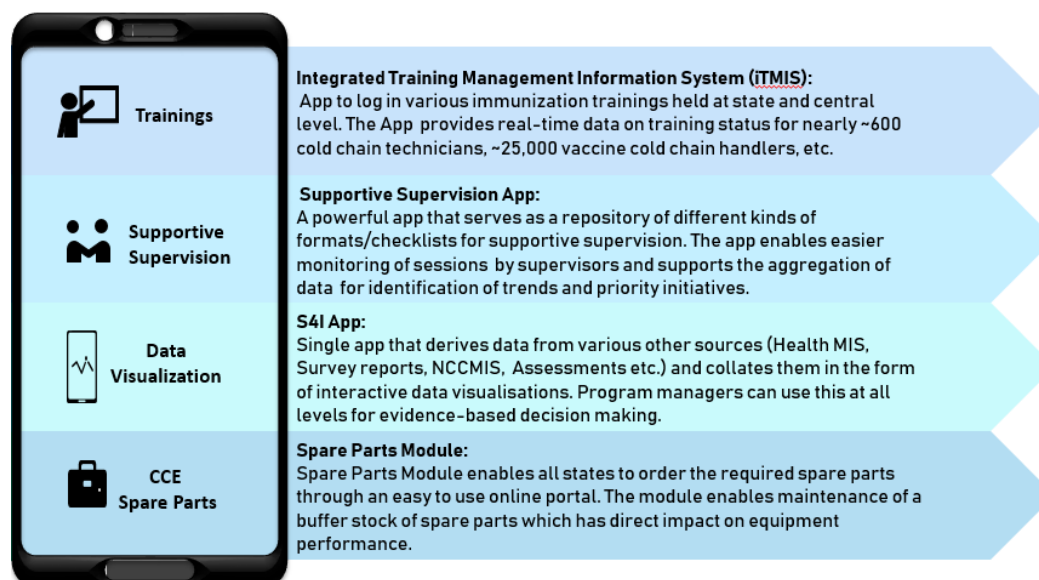 Trainings
Integrated Training Management Information System (iTMIS):
App to log in various immunization trainings held at state and central
level. The App provides real-time data on training status for nearly ~600
cold chain technicians, ~25,000 vaccine cold chain handlers, etc.
Supportive
Supervision
Supportive Supervision App:
A powerful app that serves as a repository of different kinds of
formats/checklists for supportive supervision. The app enables easier
monitoring of sessions by supervisors and supports the aggregation of
data for identification of trends and priority initiatives.
Data
Visualization
S4I App:
Single app that derives data from various other sources (Health MIS,
Survey reports, NCCMIS, Assessments etc.) and collates them in the form
of interactive data visualisations. Program managers can use this at all
levels for evidence-based decision making.
CCE
Spare Parts
Spare Parts Module:
Spare Parts Module enables all states to order the required spare parts
through an easy to use online portal. The module enables maintenance of a
buffer stock of spare parts which has direct impact on equipment
performance.